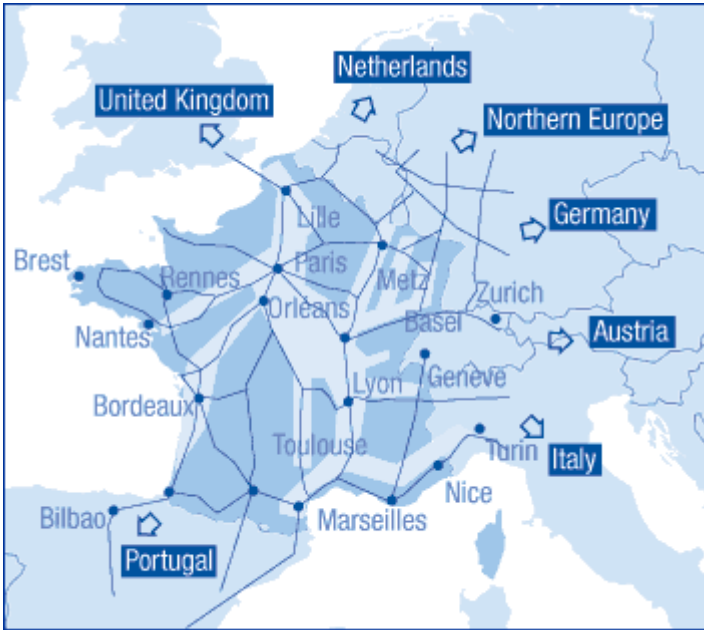 Netherlands
United Kingdom
Northern Europe
Lille
Germany
Brest
Rennes
Paris
Metz
Zurich
Orléans
Nantes
Basel
Austria
Lyon
Genève
Bordeaux
Toulouse
Turin
Italy
Nice
Bilbao
Marseilles
Portugal